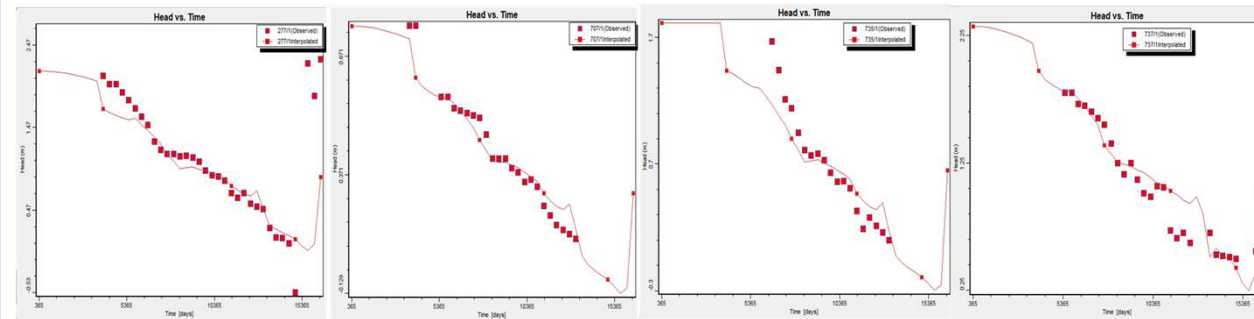 Head vs. Time
277/1(Observed)
277/1Interpolated
2.47
1.47
0.47
-0.53
Head (m)
365
5365
10365
15365
Time [days]
Head vs. Time
707/1(Observed)
707/1Interpolated
0.871
0.371
-0.129
Head (m)
365
5365
10365
15365
Time [days]
Head vs. Time
735/1(Observed)
735/1Interpolated
1.7
0.7
-0.3
Head (m)
365
5365
10365
15365
Time [days]
Head vs. Time
737/1(Observed)
737/1Interpolated
2.25
1.25
0.25
Head (m)
365
5365
10365
15365
Time [days]